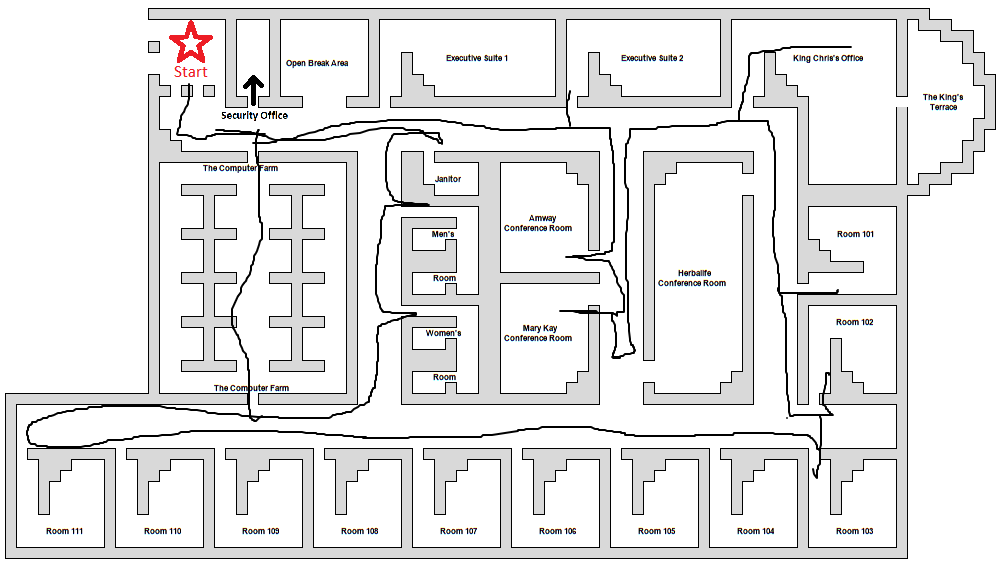 Start
Security Office
Open Break Area
Executive Suite 1
Executive Suite 2
King Chris's Office
The King's
Terrace
The Computer Farm
Janitor
Men's
Room
Amway
Conference Room
Room 101
Herbalife
Conference Room
Women's
Room
Mary Kay
Conference Room
Room 102
The Computer Farm
Room 111
Room 110
Room 109
Room 108
Room 107
Room 106
Room 105
Room 104
Room 103